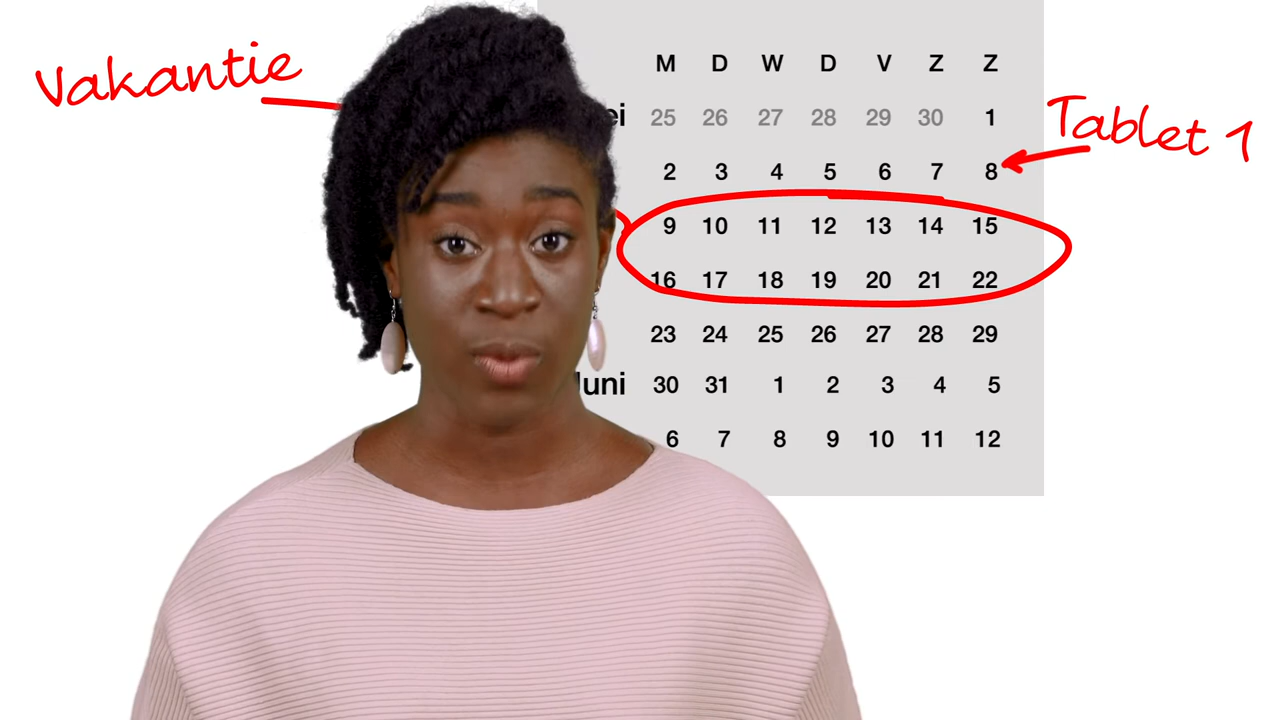 Vakantie
Tablet 1
M D W D V Z Z
ei 25 26 27 28 29 30 1
2 3 4 5 6 7 8
9 10 11 12 13 14 15
16 17 18 19 20 21 22
23 24 25 26 27 28 29
Juni 30 31 1 2 3 4 5
6 7 8 9 10 11 12